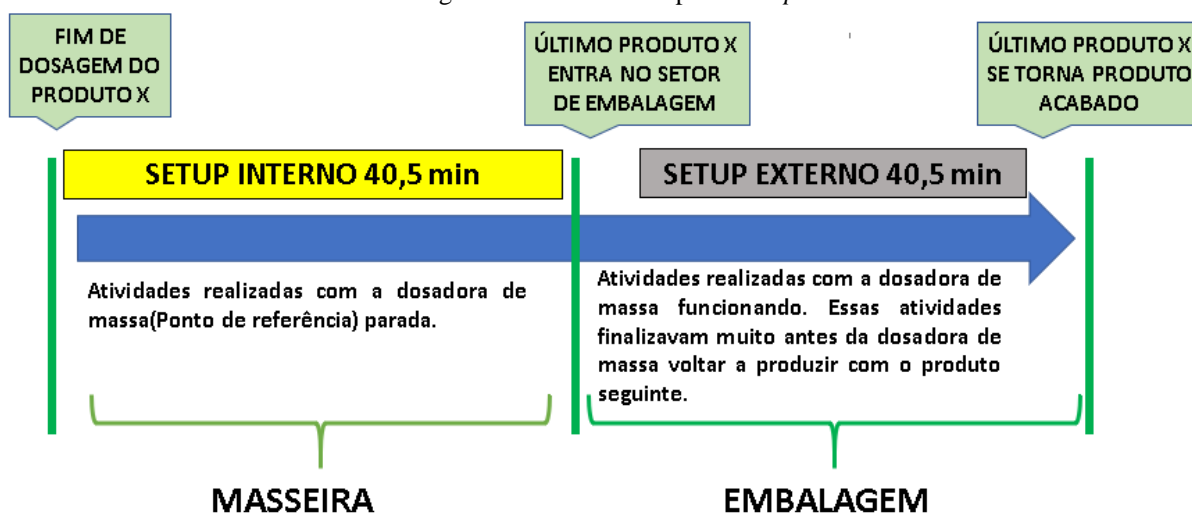 FIM DE
DOSAGEM DO
PRODUTO X
ÚLTIMO PRODUTO X
ENTRA NO SETOR
DE EMBALAGEM
ÚLTIMO PRODUTO X
SE TORNA PRODUTO
ACABADO
SETUP INTERNO 40,5 min
SETUP EXTERNO 40,5 min
Atividades realizadas com a dosadora de
massa(Ponto de referência) parada.
Atividades realizadas com a dosadora de
massa funcionando. Essas atividades
finalizavam muito antes da dosadora de
massa voltar a produzir com o produto
seguinte.
MASSEIRA
EMBALAGEM